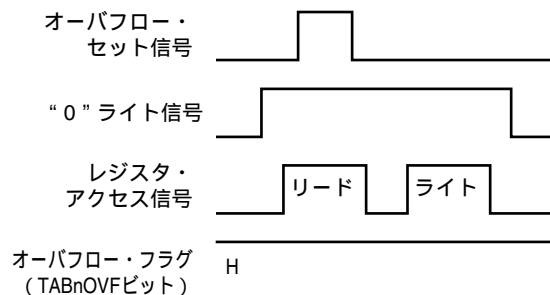 オーバフロー・
セット信号
“0”ライト信号
レジスタ・
アクセス信号
リード
ライト
オーバフロー・フラグ
（TABnOVFビット）
H